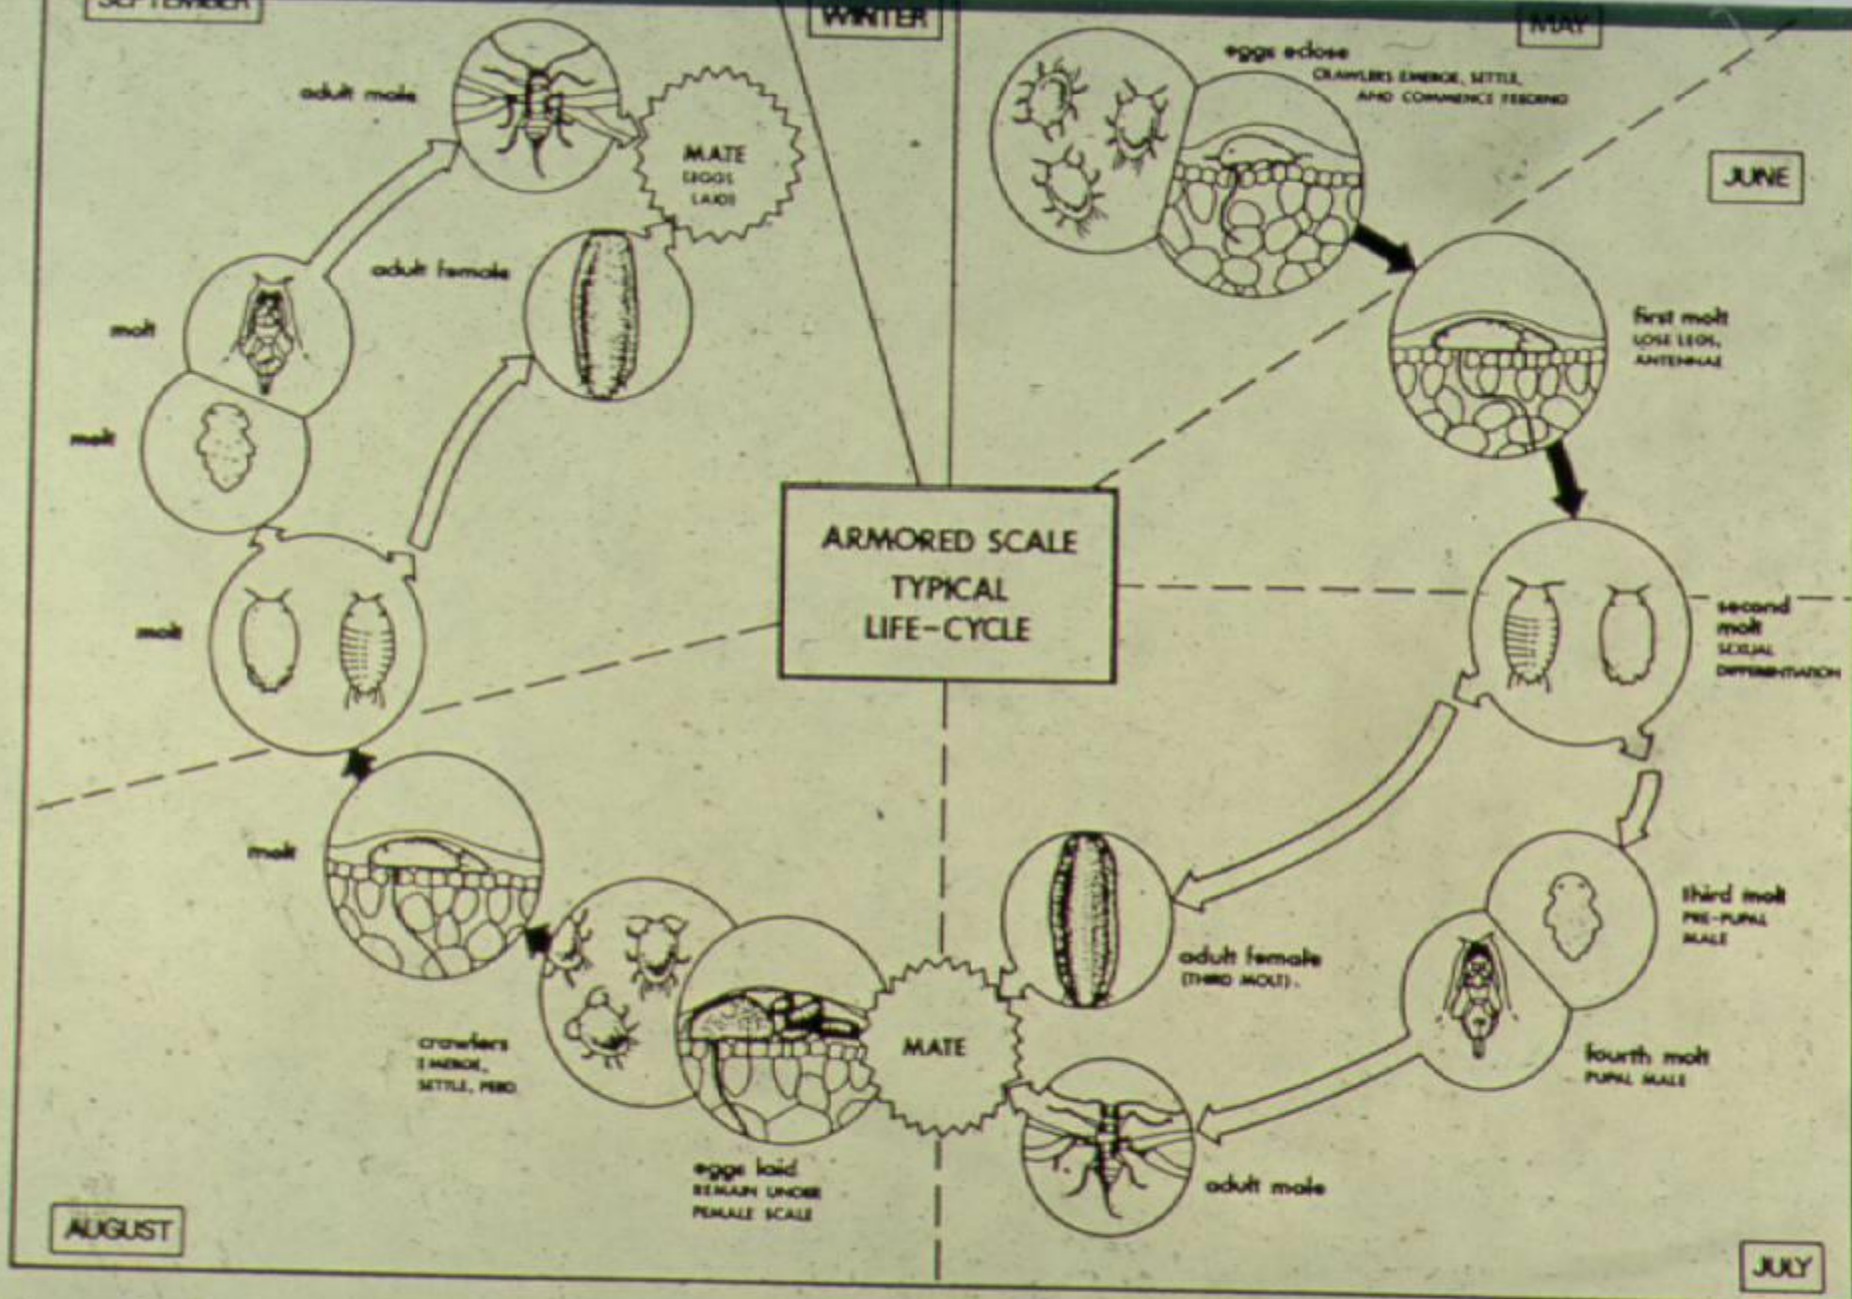 SEPTEMBER
WINTER
MAY
eggs eclose
CRAWLERS EMERGE, SETTLE,
AND COMMENCE FEEDING
JUNE
first molt
LOSE LEGS,
ANTENNAE
second
molt
SEXUAL
DIFFERENTIATION
third molt
PRE-PUPAL
MALE
fourth molt
PUPAL MALE
adult female
(THIRD MOLT).
adult male
JULY
MATE
eggs laid
REMAIN UNDER
FEMALE SCALE
crawlers
EMERGE,
SETTLE, FEED
molt
AUGUST
molt
molt
molt
adult female
adult male
MATE
(EGGS
LAID)
ARMORED SCALE
TYPICAL
LIFE-CYCLE